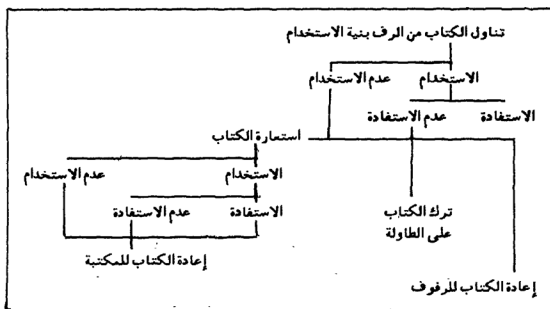 تناول الكتاب من الرف بنية الاستخدام
الاستخدام
عدم الاستخدام
الاستفادة
عدم الاستفادة
استعارة الكتاب
الاستخدام
عدم الاستخدام
الاستفادة
عدم الاستفادة
ترك الكتاب
على الطاولة
إعادة الكتاب للمكتبة
إعادة الكتاب للرفوف